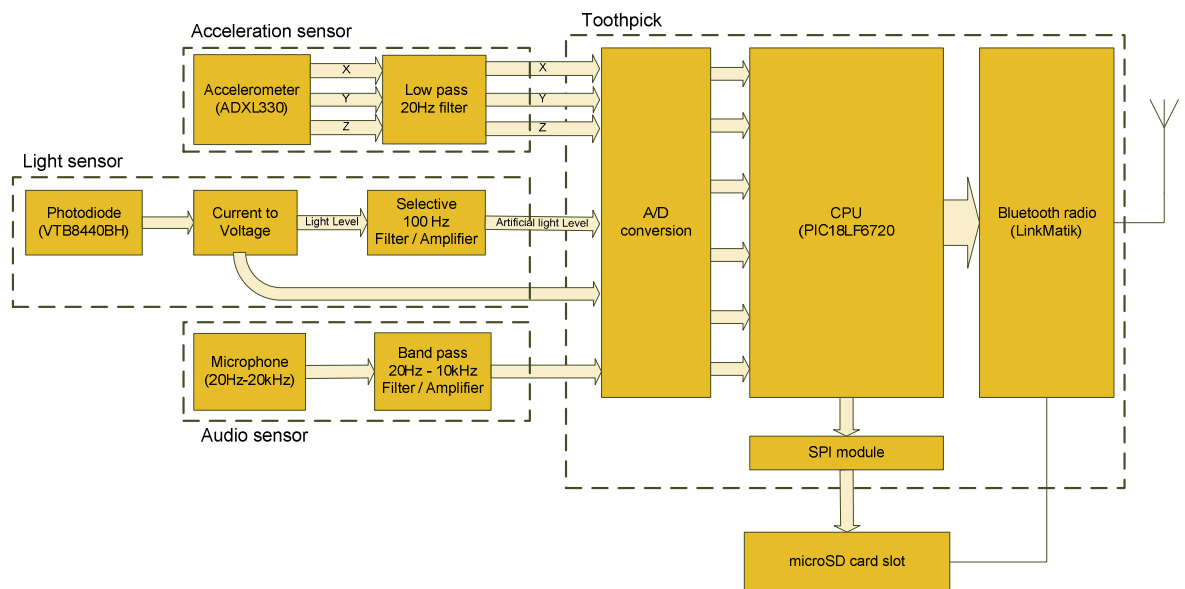 Toothpick
Acceleration sensor
Accelerometer
(ADXL330)
X
Y
Z
Low pass
20Hz filter
X
Y
Z
Light sensor
Photodiode
(VTB8440BH)
Current to
Voltage
Light Level
Selective
100 Hz
Filter / Amplifier
Artificial light Level
Microphone
(20Hz-20kHz)
Band pass
20Hz - 10kHz
Filter / Amplifier
Audio sensor
A/D
conversion
CPU
(PIC18LF6720
Bluetooth radio
(LinkMatik)
SPI module
microSD card slot